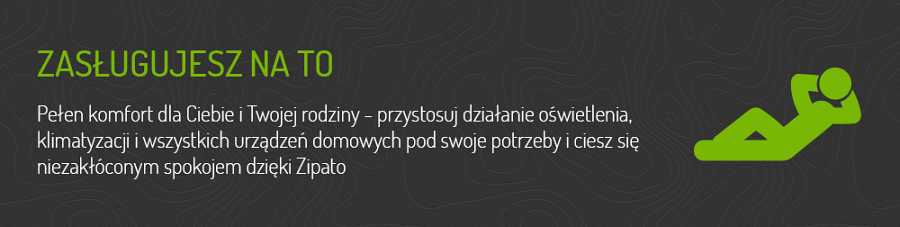 ZASŁUGUJESZ NA TO
Pełen komfort dla Ciebie i Twojej rodziny - przystosuj działanie oświetlenia,
klimatyzacji i wszystkich urządzeń domowych pod swoje potrzeby i ciesz się
niezakłóconym spokojem dzięki Zipato